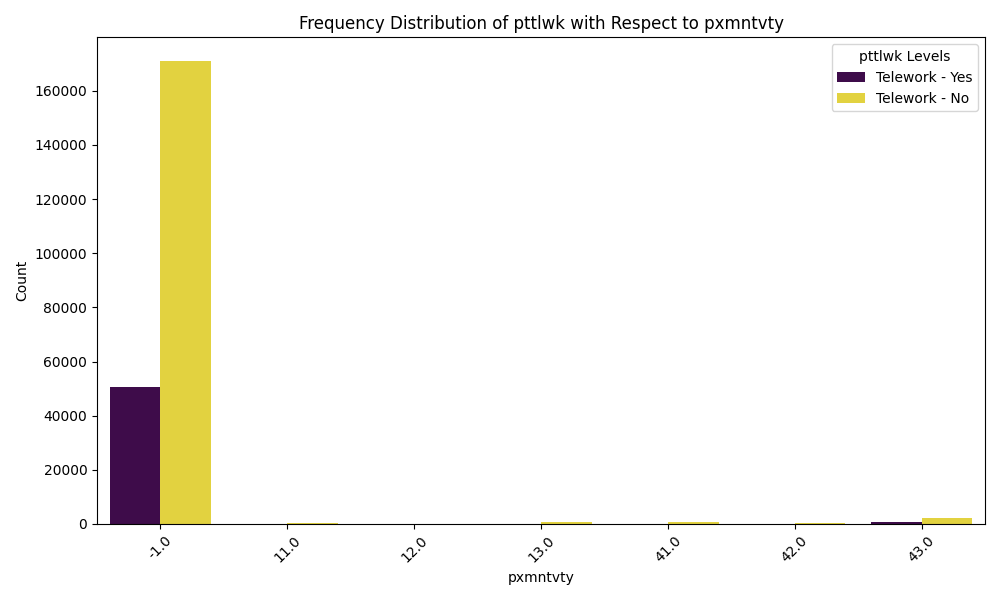 Frequency Distribution of pttlwk with Respect to pxmntvty
pttlwk Levels
Telework - Yes
Telework - No
160000
140000
120000
100000
80000
60000
40000
20000
0
Count
-1.0
11.0
12.0
13.0
41.0
42.0
43.0
pxmntvty